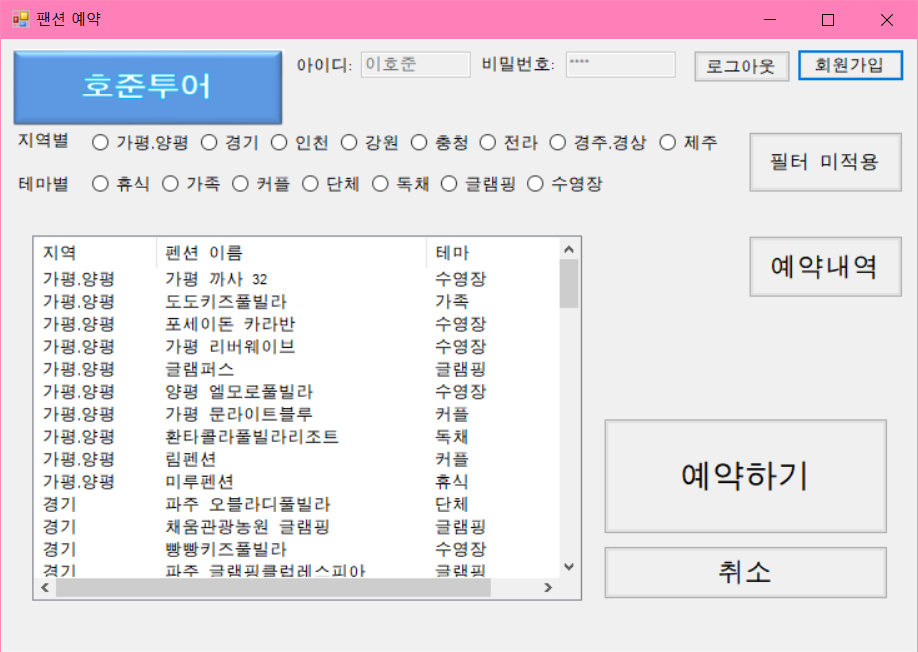 팬션 예약
호준투어
아이디: 이호준 비밀번호: **** 로그아웃 회원가입
지역별 가평.양평 경기 인천 강원 충청 전라 경주.경상 제주
테마별 휴식 가족 커플 단체 독채 글램핑 수영장
필터 미적용
예약내역
지역 펜션 이름 테마
가평.양평 가평 까사 32 수영장
가평.양평 도도키즈풀빌라 가족
가평.양평 포세이돈 카라반 수영장
가평.양평 가평 리버웨이브 수영장
가평.양평 글램퍼스 글램핑
가평.양평 양평 엘모로풀빌라 수영장
가평.양평 가평 문라이트블루 커플
가평.양평 환타콜라풀빌라리조트 독채
가평.양평 림펜션 커플
가평.양평 미루펜션 휴식
경기 파주 오블라디풀빌라 단체
경기 채움관광농원 글램핑 글램핑
경기 빵빵키즈풀빌라 수영장
경기 파주 글램핑클럽레스피아 글램핑
예약하기
취소